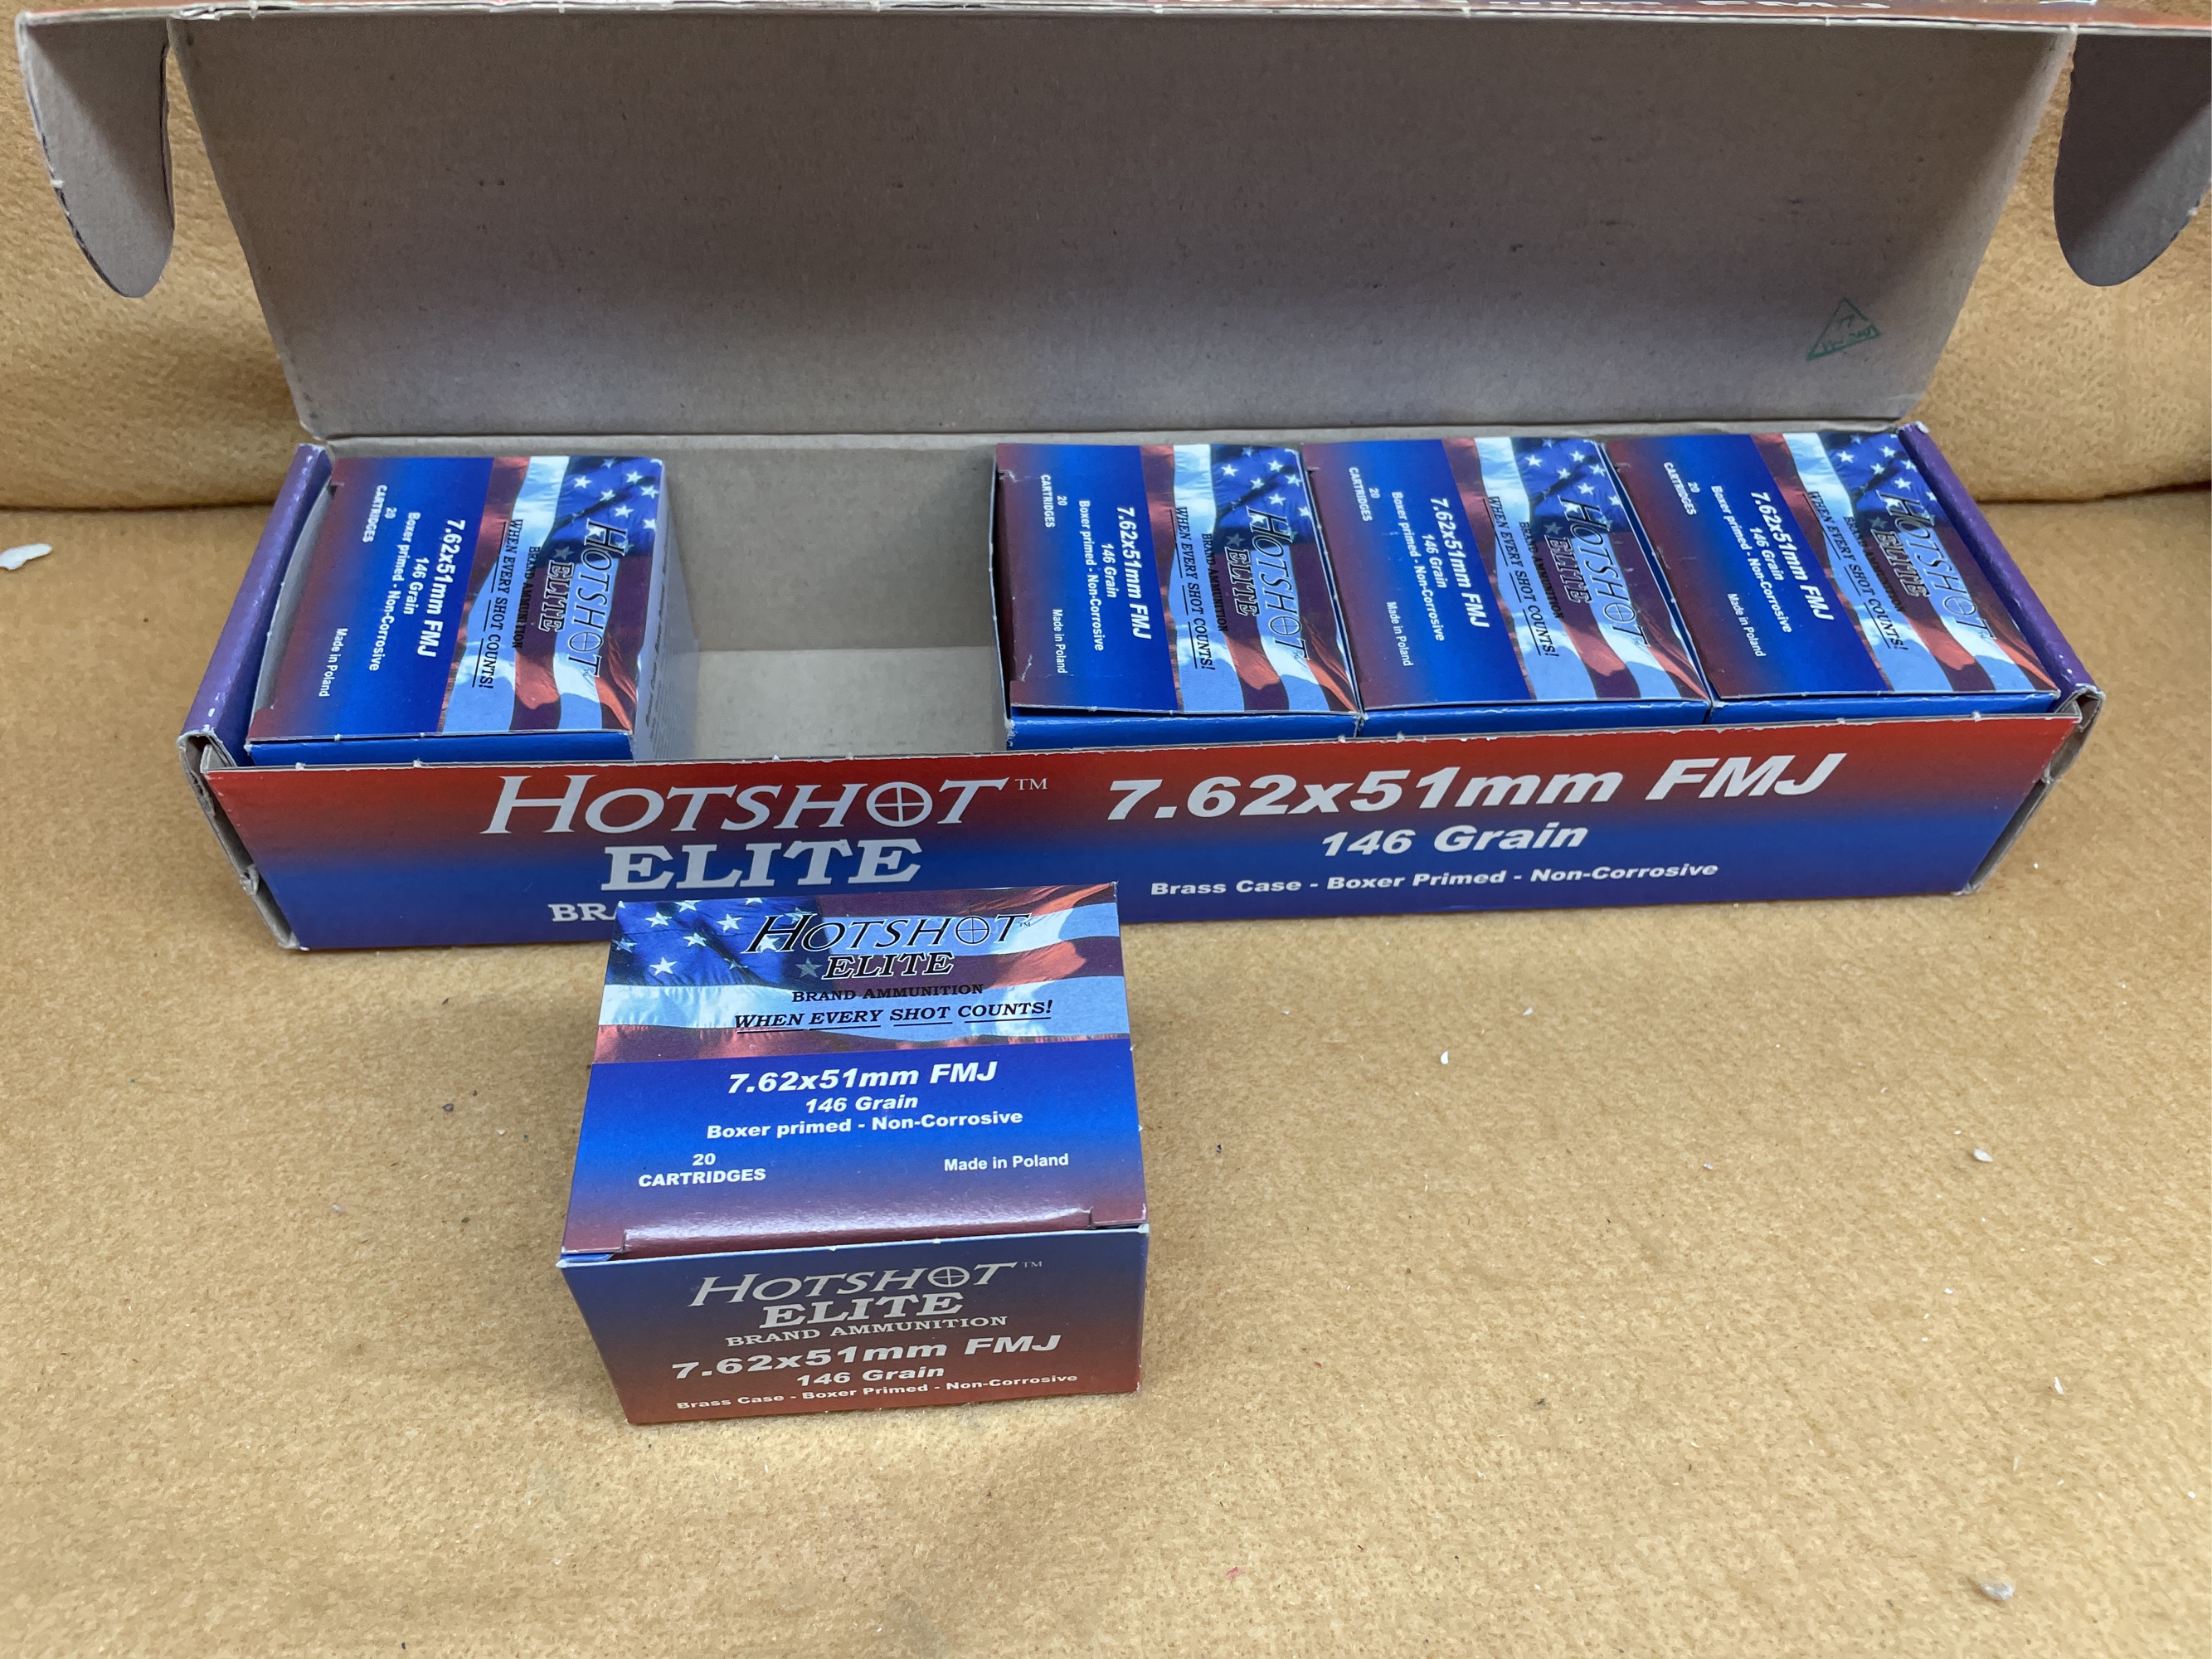 20
CARTRIDGES
7.62x51mm FMJ
146 Grain
Boxer primed - Non-Corrosive
Made in Poland
HOTSHOT
ELITE
BRAND AMMUNITION
WHEN EVERY SHOT COUNTS!
20
CARTRIDGES
7.62x51mm FMJ
146 Grain
Boxer primed - Non-Corrosive
Made in Poland
HOTSHOT
ELITE
BRAND AMMUNITION
WHEN EVERY SHOT COUNTS!
20
CARTRIDGES
7.62x51mm FMJ
146 Grain
Boxer primed - Non-Corrosive
Made in Poland
HOTSHOT
ELITE
BRAND AMMUNITION
WHEN EVERY SHOT COUNTS!
20
CARTRIDGES
7.62x51mm FMJ
146 Grain
Boxer primed - Non-Corrosive
Made in Poland
HOTSHOT
ELITE
BRAND AMMUNITION
WHEN EVERY SHOT COUNTS!
HOTSHOT™
ELITE
BRA
7.62x51mm FMJ
146 Grain
Brass Case - Boxer Primed - Non-Corrosive
HOTSHOT™
ELITE
BRAND AMMUNITION
WHEN EVERY SHOT COUNTS!
7.62x51mm FMJ
146 Grain
Boxer primed - Non-Corrosive
20
CARTRIDGES
Made in Poland
HOTSHOT™
ELITE
BRAND AMMUNITION
7.62x51mm FMJ
146 Grain
Brass Case - Boxer Primed - Non-Corrosive